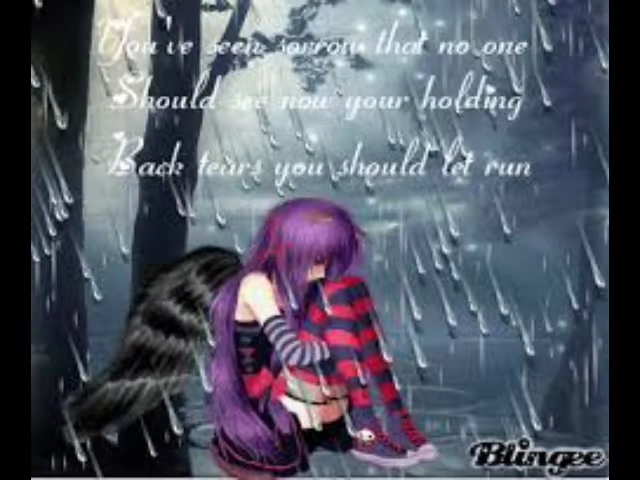 You've seen sorrow that no one
Should see now your holding
Back tears you should let run
Blingee